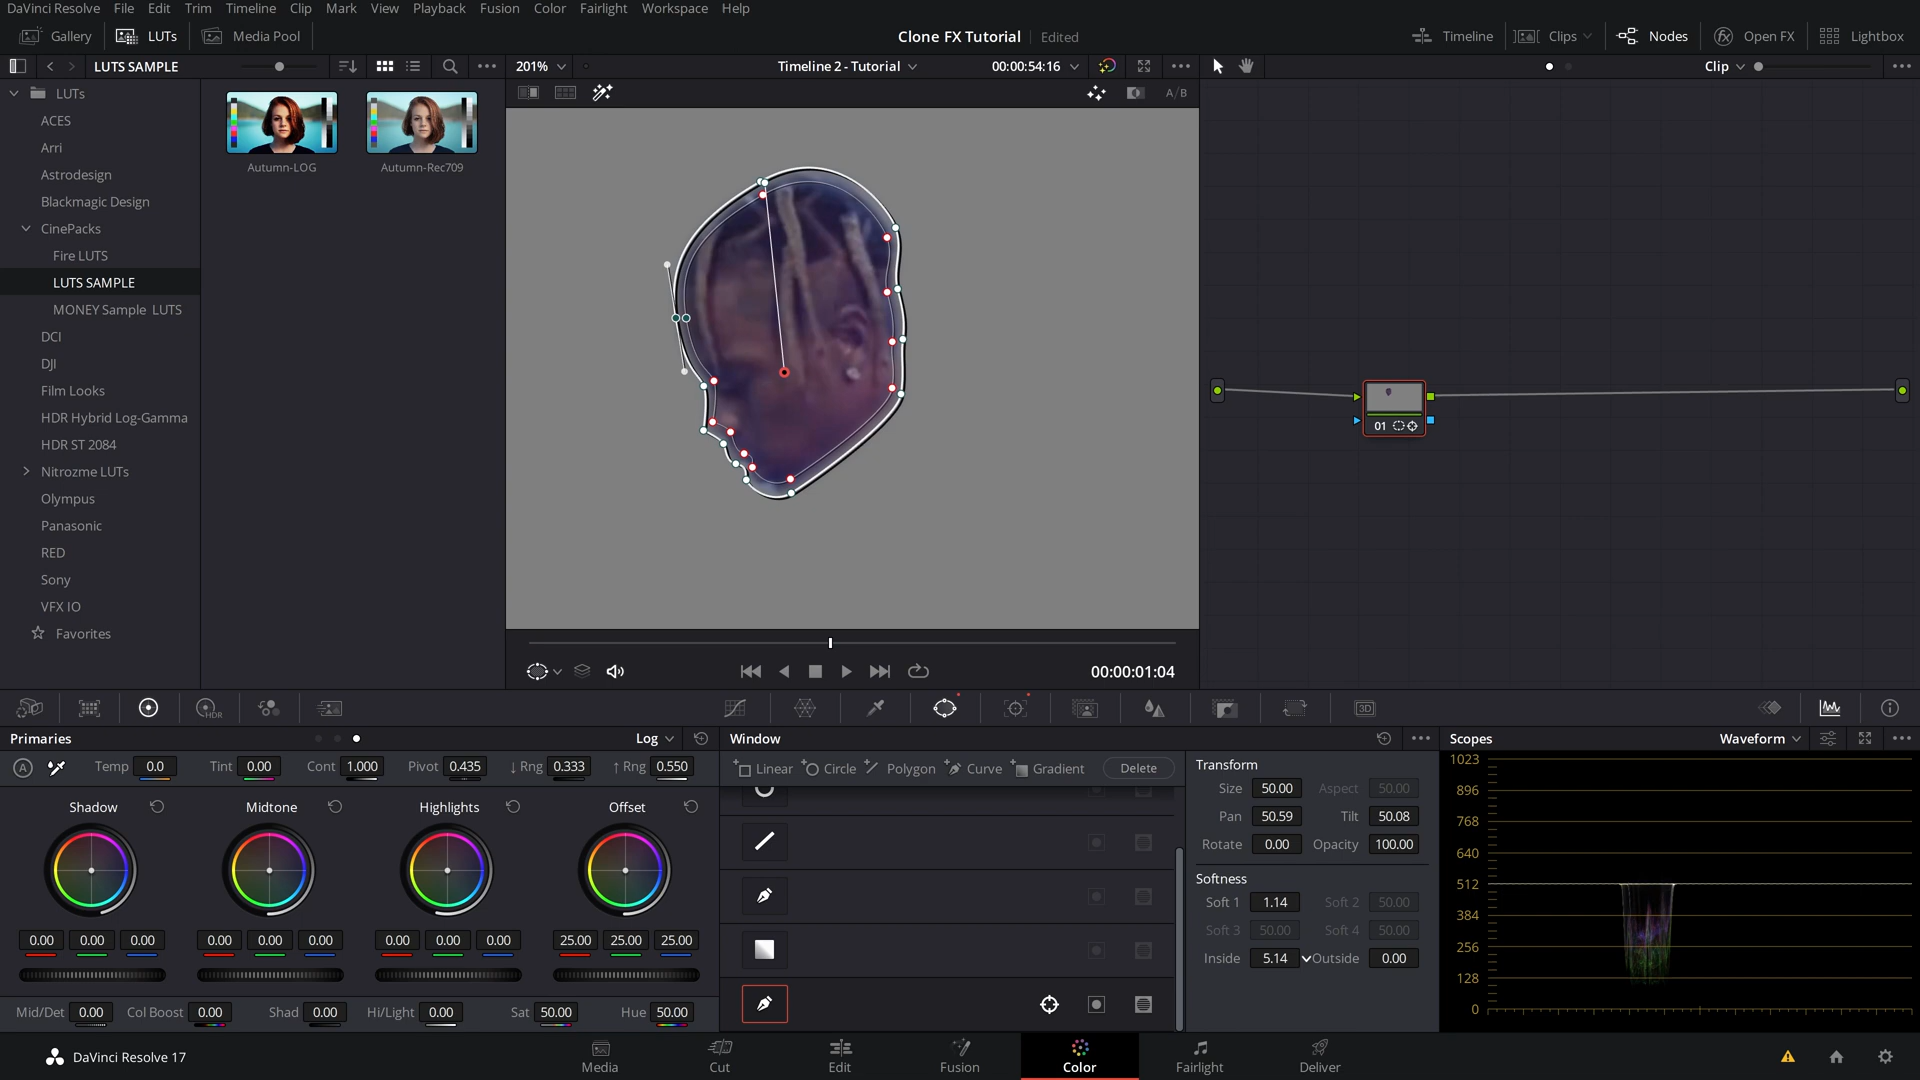 DaVinci Resolve File Edit Trim Timeline Clip Mark View Playback Fusion Color Fairlight Workspace Help
Gallery LUTs Media Pool Clone FX Tutorial Edited Timeline Clips Nodes Open FX Lightbox
LUTS SAMPLE 201% Timeline 2 - Tutorial 00:00:54:16 Clip
A/B
LUTs
ACES
Arri
Astrodesign
Blackmagic Design
CinePacks
Fire LUTS
LUTS SAMPLE
MONEY Sample LUTS
DCI
DJI
Film Looks
HDR Hybrid Log-Gamma
HDR ST 2084
Nitrozme LUTs
Olympus
Panasonic
RED
Sony
VFX IO
Favorites
Autumn-LOG Autumn-Rec709
01
00:00:01:04
HDR 3D
Primaries Log Window Scopes Waveform
A Temp 0.0 Tint 0.00 Cont 1.000 Pivot 0.435 ↓ Rng 0.333 ↑ Rng 0.550
Linear Circle Polygon Curve Gradient Delete
Shadow Midtone Highlights Offset
0.00 0.00 0.00 0.00 0.00 0.00 0.00 0.00 0.00 25.00 25.00 25.00
Mid/Det 0.00 Col Boost 0.00 Shad 0.00 Hi/Light 0.00 Sat 50.00 Hue 50.00
Transform
Size 50.00 Aspect 50.00
Pan 50.59 Tilt 50.08
Rotate 0.00 Opacity 100.00
Softness
Soft 1 1.14 Soft 2 50.00
Soft 3 50.00 Soft 4 50.00
Inside 5.14 Outside 0.00
1023
896
768
640
512
384
256
128
0
DaVinci Resolve 17 Media Cut Edit Fusion Color Fairlight Deliver